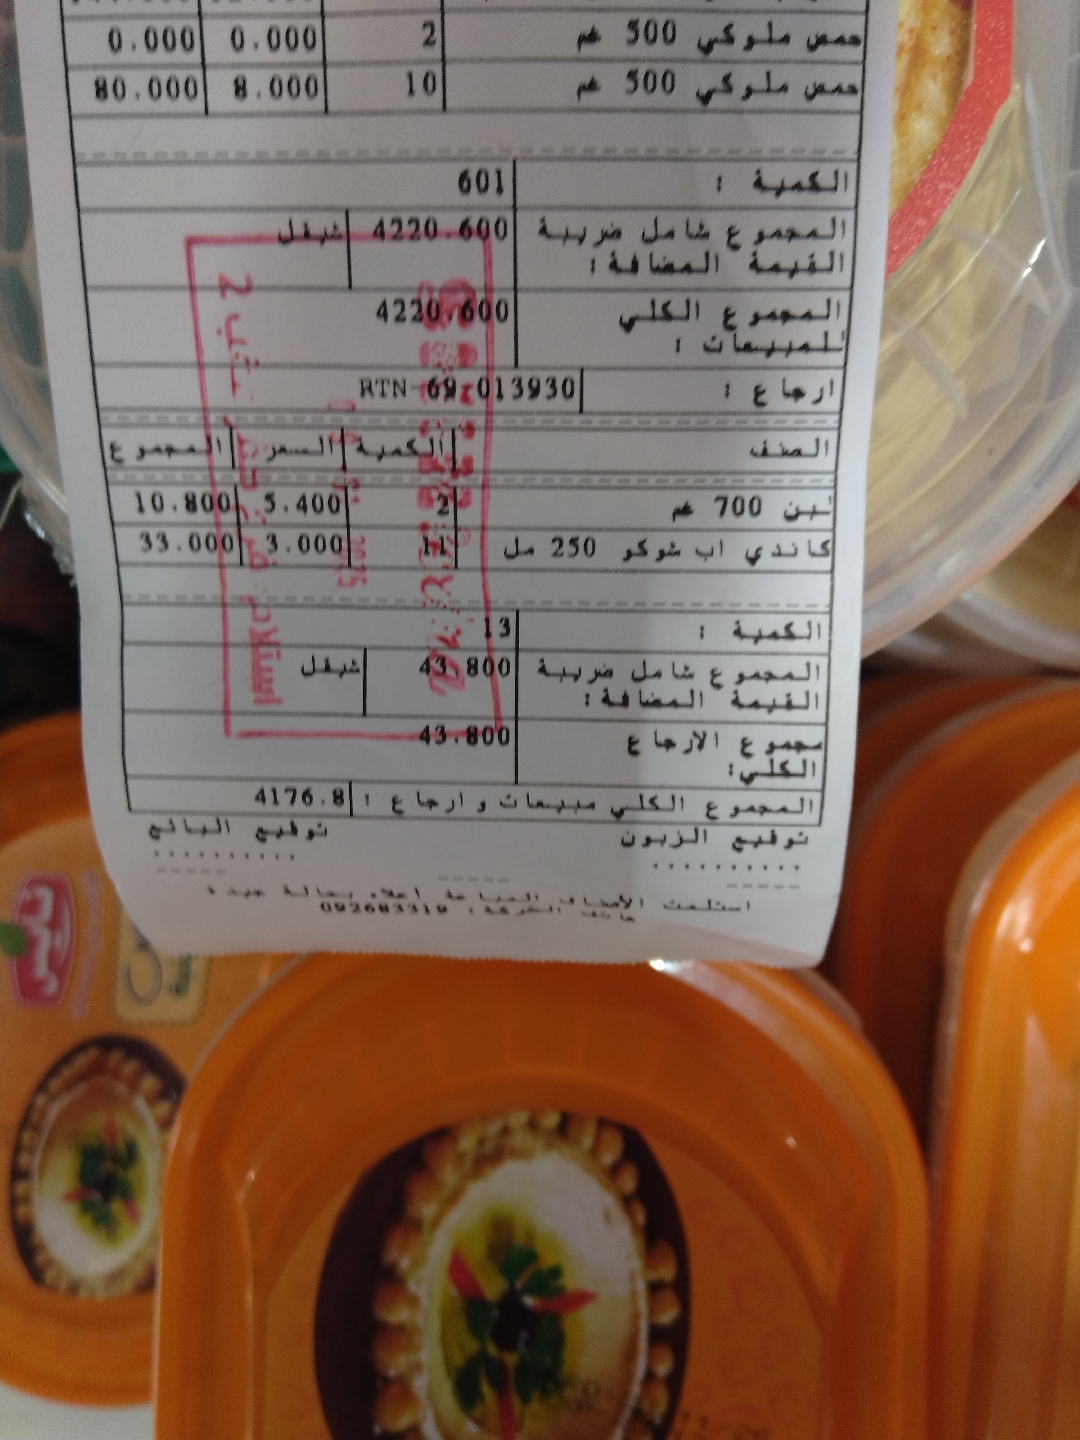 حمص ملوكي 500 غم 2 0.000 0.000
حمص ملوكي 500 غم 10 8.000 80.000
الكمية : 601
المجموع شامل ضريبة 4220.600 شيقل
القيمة المضافة:
المجموع الكلي 4220.600
للمبيعات :
ارجاع : RTN-69-013930
الصنف الكمية السعر المجموع
لبن 700 غم 2 5.400 10.800
كاندي اب شوكو 250 مل 11 3.000 33.000
الكمية : 13
المجموع شامل ضريبة 43.800 شيقل
القيمة المضافة:
مجموع الارجاع 43.800
الكلي:
المجموع الكلي مبيعات و ارجاع : 4176.8
توقيع الزبون توقيع البائع
استلمت الأصناف المباعة أعلاه بحالة جيدة
هاتف الشركة: 092683319
2025